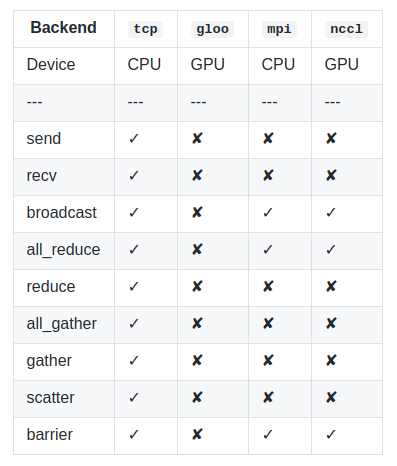 Backend tcp gloo mpi nccl
Device CPU GPU CPU GPU
--- --- --- --- ---
send ✓ ✘ ✘ ✘
recv ✓ ✘ ✘ ✘
broadcast ✓ ✘ ✓ ✓
all_reduce ✓ ✘ ✓ ✓
reduce ✓ ✘ ✘ ✘
all_gather ✓ ✘ ✘ ✘
gather ✓ ✘ ✘ ✘
scatter ✓ ✘ ✘ ✘
barrier ✓ ✘ ✓ ✓